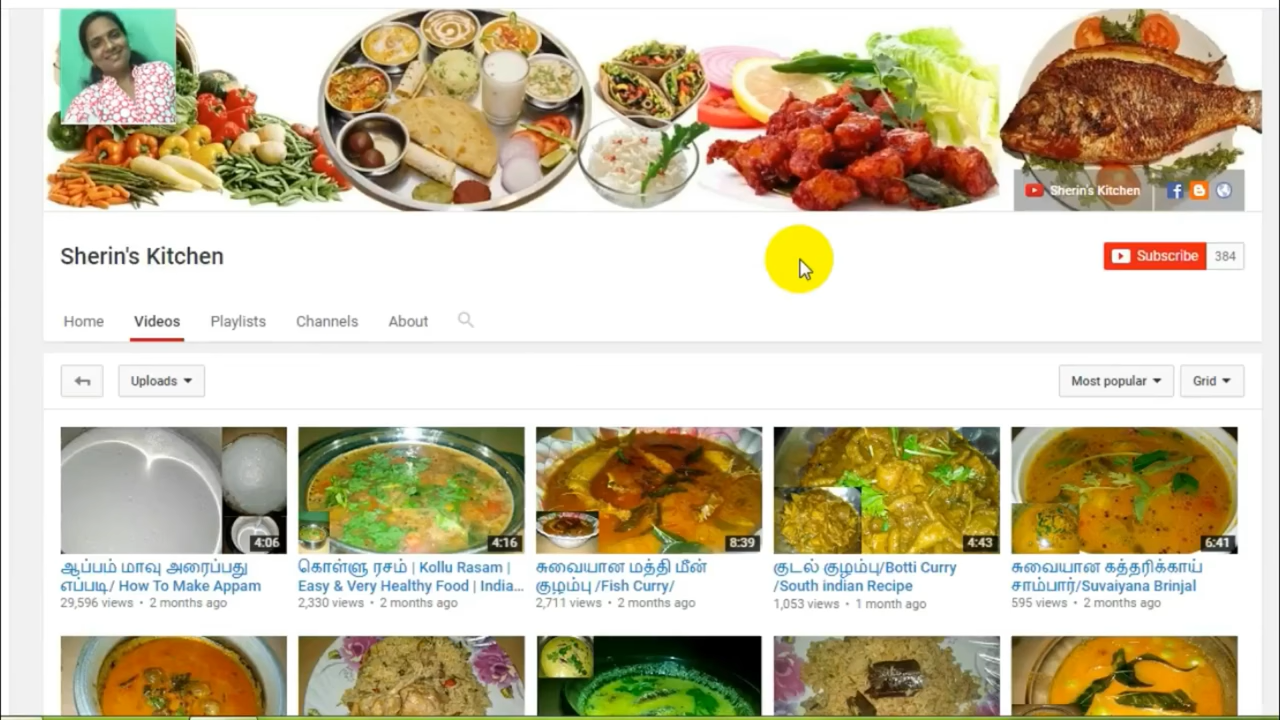 Sherin's Kitchen
Sherin's Kitchen
Subscribe 384
Home Videos Playlists Channels About
Uploads Most popular Grid
4:06 4:16 8:39 4:43 6:41
ஆப்பம் மாவு அரைப்பது
எப்படி/ How To Make Appam
29,596 views • 2 months ago
கொள்ளு ரசம் | Kollu Rasam |
Easy & Very Healthy Food | India...
2,330 views • 2 months ago
சுவையான மத்தி மீன்
குழம்பு /Fish Curry/
2,711 views • 2 months ago
குடல் குழம்பு/Botti Curry
/South indian Recipe
1,053 views • 1 month ago
சுவையான கத்தரிக்காய்
சாம்பார்/Suvaiyana Brinjal
595 views • 2 months ago